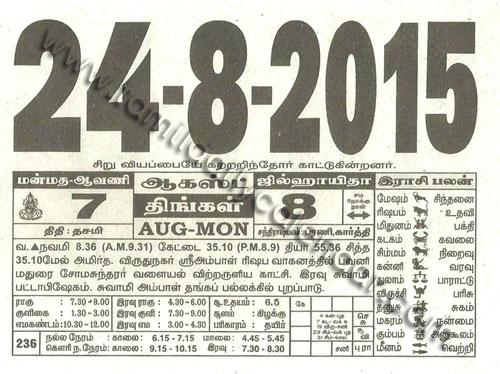 24-8-2015
www.tamildailycalendar.com
சிறு வியப்பையே கற்றறிந்தோர் காட்டுகின்றனர்.
மன்மத-ஆவணி ஆகஸ்ட் ஜில்ஹாயிதா இராசி பலன்
7 திங்கள் 8 சம நோக்கு நாள்
திதி : தசமி AUG-MON சந்திராஷ்டமம்: பரணி,கார்த்தி
வ.நவமி 8.36 (A.M.9.31) கேட்டை 35.10 (P.M.8.9) தியா 55.36 சித்த
35.10மேல் அமிர்த. விருதுநகர் ஸ்ரீஅம்பாள் ரிஷப வாகனத்தில் பவனி
மதுரை சோமசுந்தரர் வளையல் விற்றருளிய காட்சி. இரவு சுவாமி
பட்டாபிஷேகம். சுவாமி அம்பாள் தங்கப் பல்லக்கில் புறப்பாடு.
மேஷம் சிந்தனை
ரிஷபம் உதவி
மிதுனம் பக்தி
கடகம் நிறைவு
சிம்மம் வரவு
கன்னி பாராட்டு
துலாம் பரிசு
விருச்சிகம் சுகம்
தனுசு
மகரம் நன்மை
கும்பம் அனுகூலம்
மீனம் வெற்றி
ராகு : 7.30 - 9.00 இரவு ராகு : 4.30 - 6.00 சூ.உதயம் : 6.5
குளிகை : 1.30 - 3.00 இரவு குளி : 3.00 - 4.30 சூலம் : கிழக்கு
எமகண்டம்:10.30-12.00 இரவு எம : 3.00 - 4.30 பரிகாரம் : தயிர்
236 நல்ல நேரம்: காலை: 6.15 - 7.15 மாலை: 4.45 - 5.45
கௌரி ந.நேரம்: காலை: 9.15 - 10.15 இரவு: 7.30 - 8.30